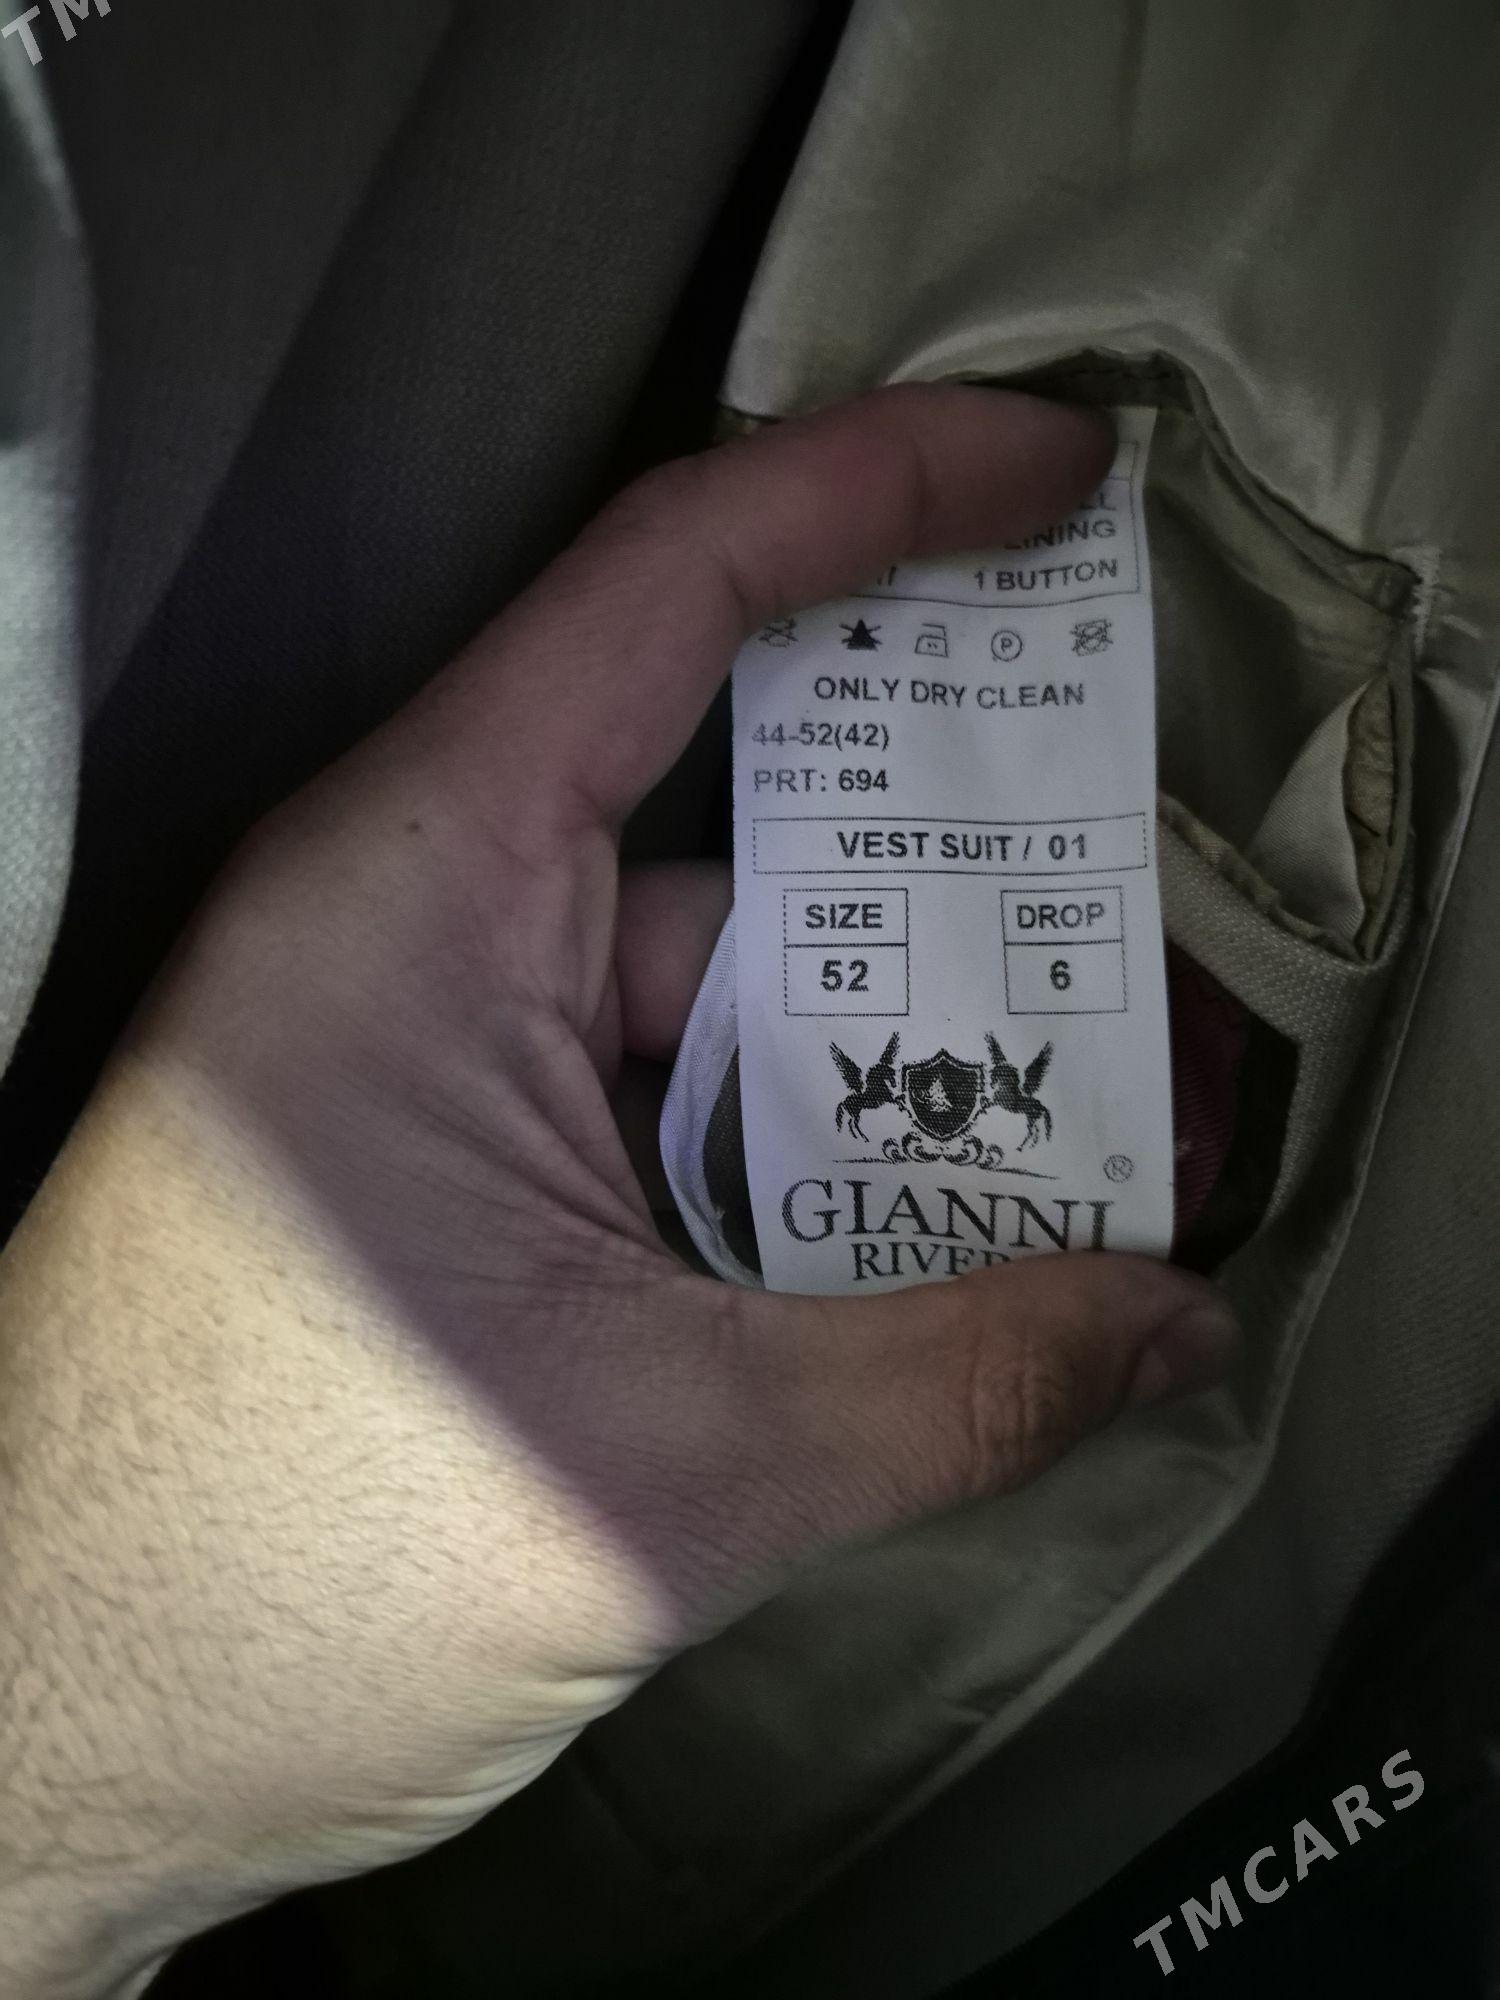 LINING
1 BUTTON
ONLY DRY CLEAN
44-52(42)
PRT: 694
VEST SUIT / 01
SIZE DROP
52 6
®
GIANNI
TMCARS